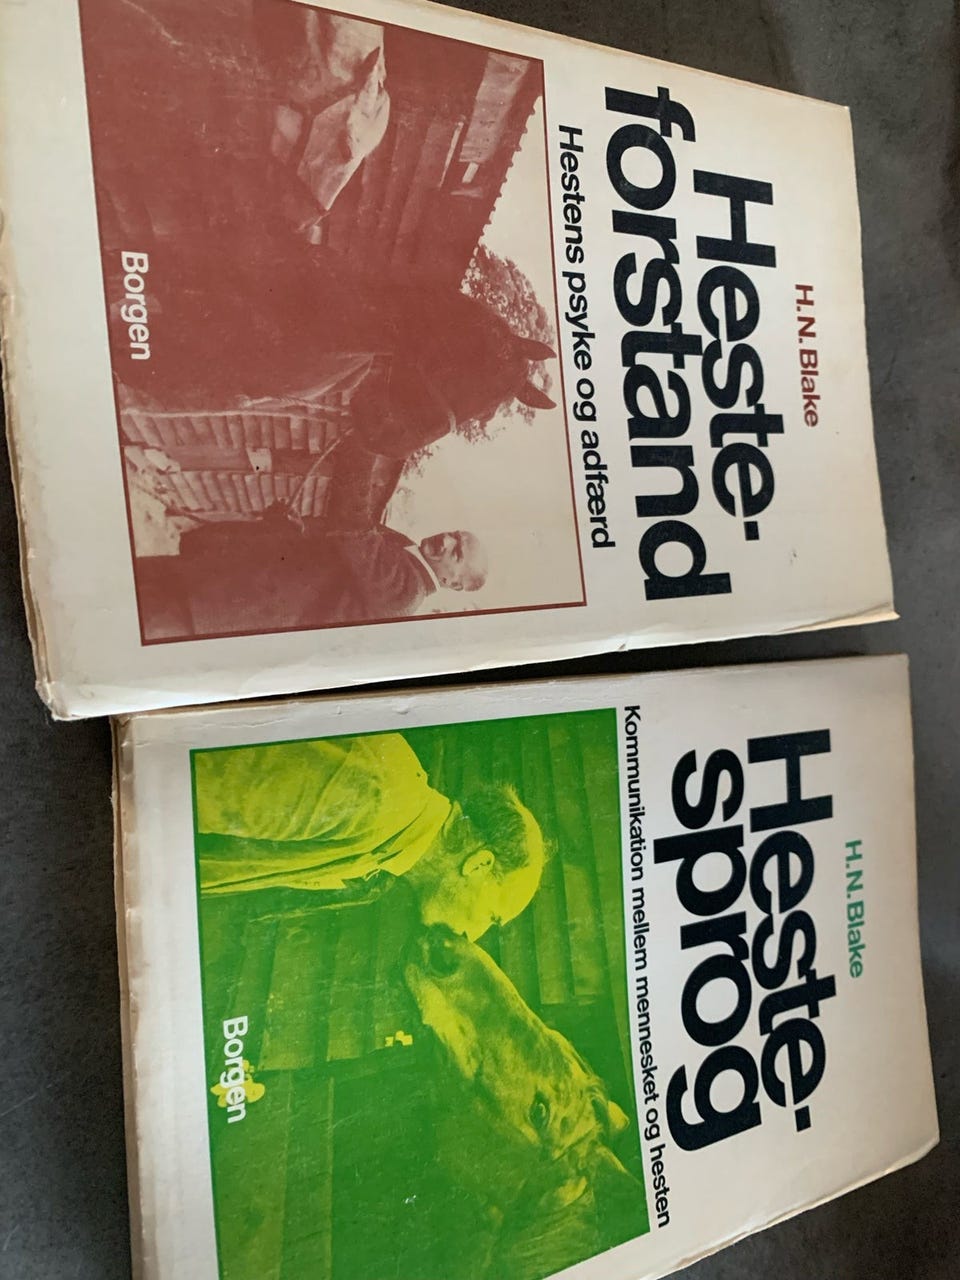 H.N. Blake
Heste-
forstand
Hestens psyke og adfærd
Borgen
H.N. Blake
Heste-
sprog
Kommunikation mellem mennesket og hesten
Borgen